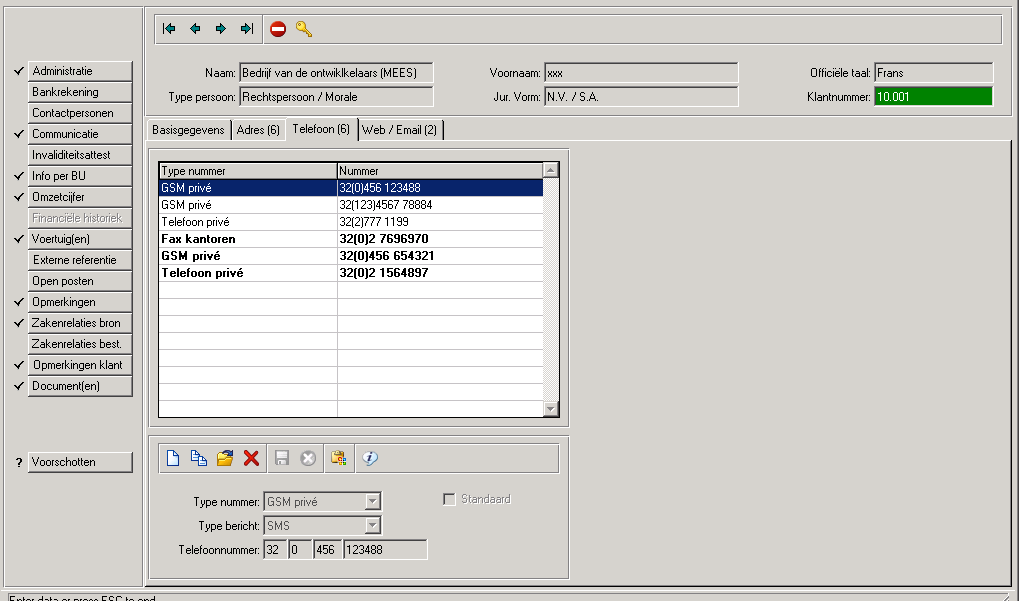 Naam: Bedrijf van de ontwiklkelaars (MEES) Voornaam: xxx Officiële taal: Frans
Type persoon: Rechtspersoon / Morale Jur. Vorm: N.V. / S.A. Klantnummer: 10.001
Administratie
Bankrekening
Contactpersonen
Communicatie
Invaliditeitsattest
Info per BU
Omzetcijfer
Financiële historiek
Voertuig(en)
Externe referentie
Open posten
Opmerkingen
Zakenrelaties bron
Zakenrelaties best.
Opmerkingen klant
Document(en)
? Voorschotten
Basisgegevens Adres (6) Telefoon (6) Web / Email (2)
Type nummer Nummer
GSM privé 32(0)456 123488
GSM privé 32(123)4567 78884
Telefoon privé 32(2)777 1199
Fax kantoren 32(0)2 7696970
GSM privé 32(0)456 654321
Telefoon privé 32(0)2 1564897
Type nummer: GSM privé Standaard
Type bericht: SMS
Telefoonnummer: 32 0 456 123488
Enter data or press ESC to end